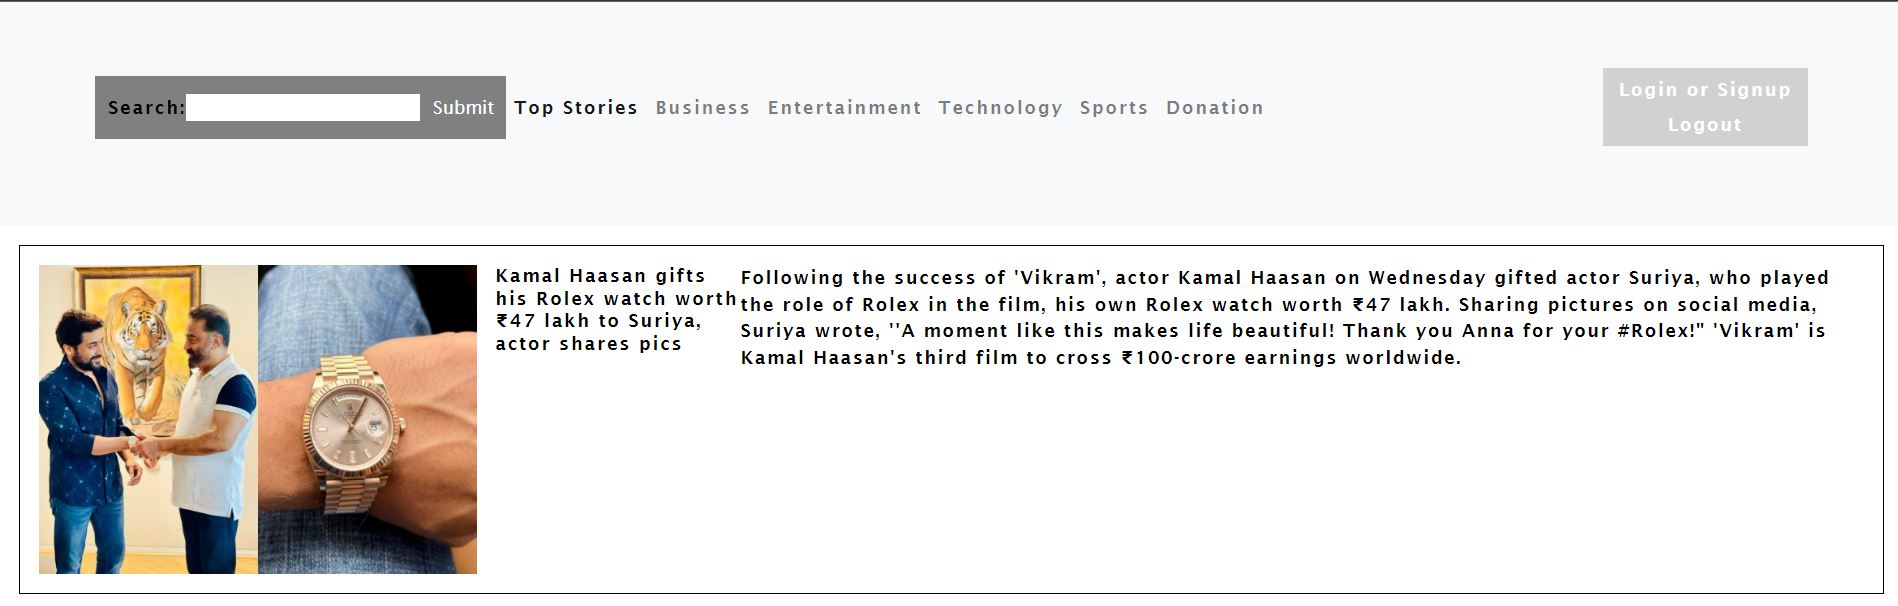 Search: Submit Top Stories Business Entertainment Technology Sports Donation
Login or Signup
Logout
Kamal Haasan gifts
his Rolex watch worth
₹47 lakh to Suriya,
actor shares pics
Following the success of 'Vikram', actor Kamal Haasan on Wednesday gifted actor Suriya, who played
the role of Rolex in the film, his own Rolex watch worth ₹47 lakh. Sharing pictures on social media,
Suriya wrote, ''A moment like this makes life beautiful! Thank you Anna for your #Rolex!" 'Vikram' is
Kamal Haasan's third film to cross ₹100-crore earnings worldwide.